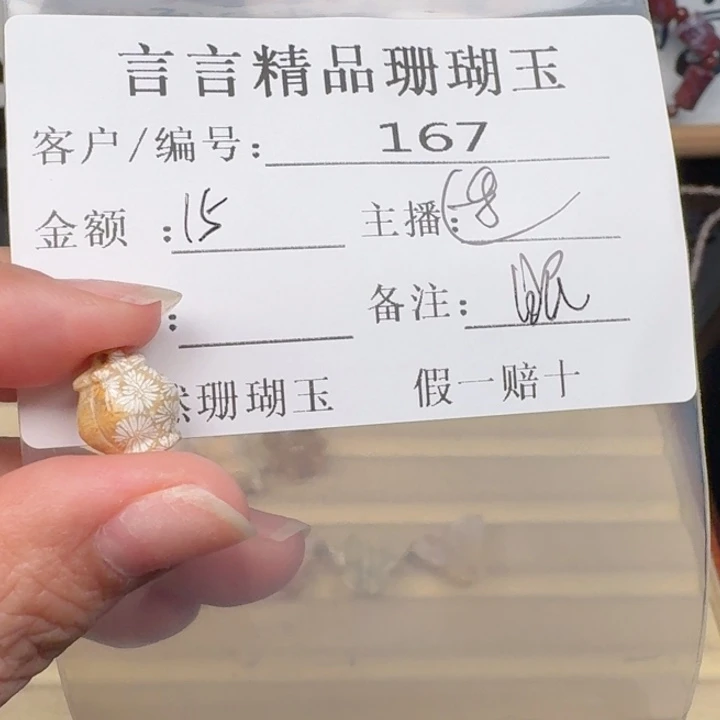 言言精品珊瑚玉
客户/编号: 167
金额 : 15 主播:
: 备注:
然珊瑚玉 假一赔十